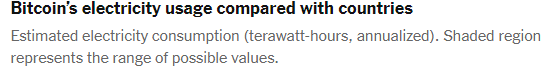 Bitcoin’s electricity usage compared with countries
Estimated electricity consumption (terawatt-hours, annualized). Shaded region
represents the range of possible values.